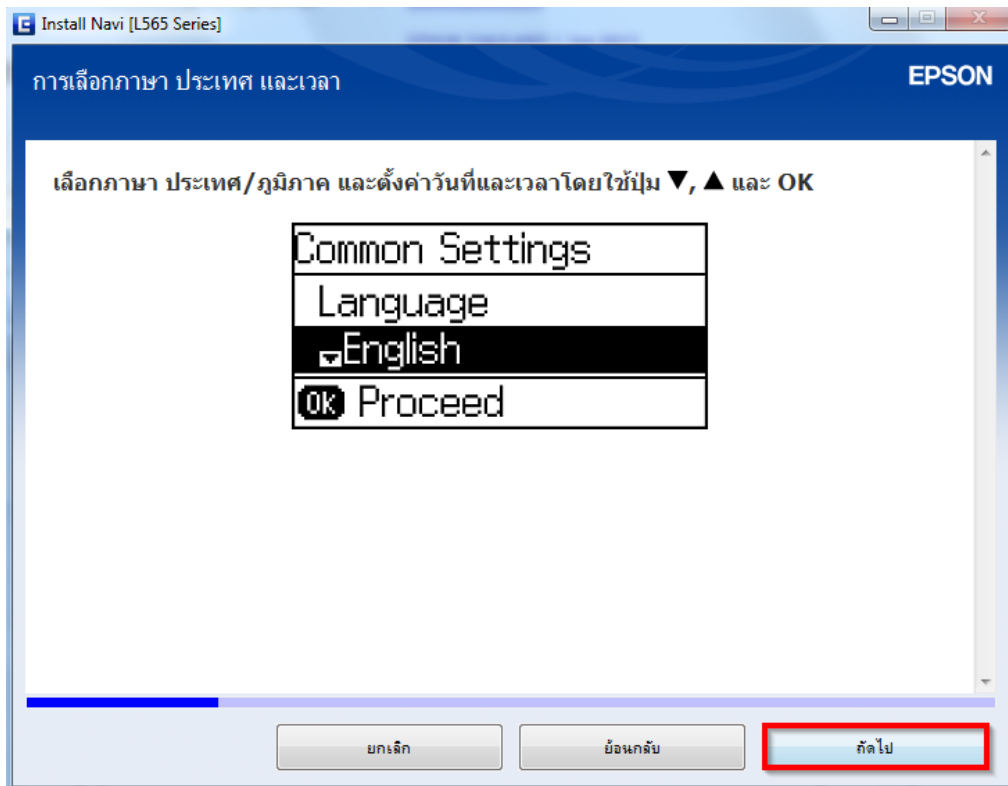 Install Navi [L565 Series]
การเลือกภาษา ประเทศ และเวลา
EPSON
เลือกภาษา ประเทศ/ภูมิภาค และตั้งค่าวันที่และเวลาโดยใช้ปุ่ม ▼, ▲ และ OK
Common Settings
Language
English
OK Proceed
ยกเลิก
ย้อนกลับ
ถัดไป